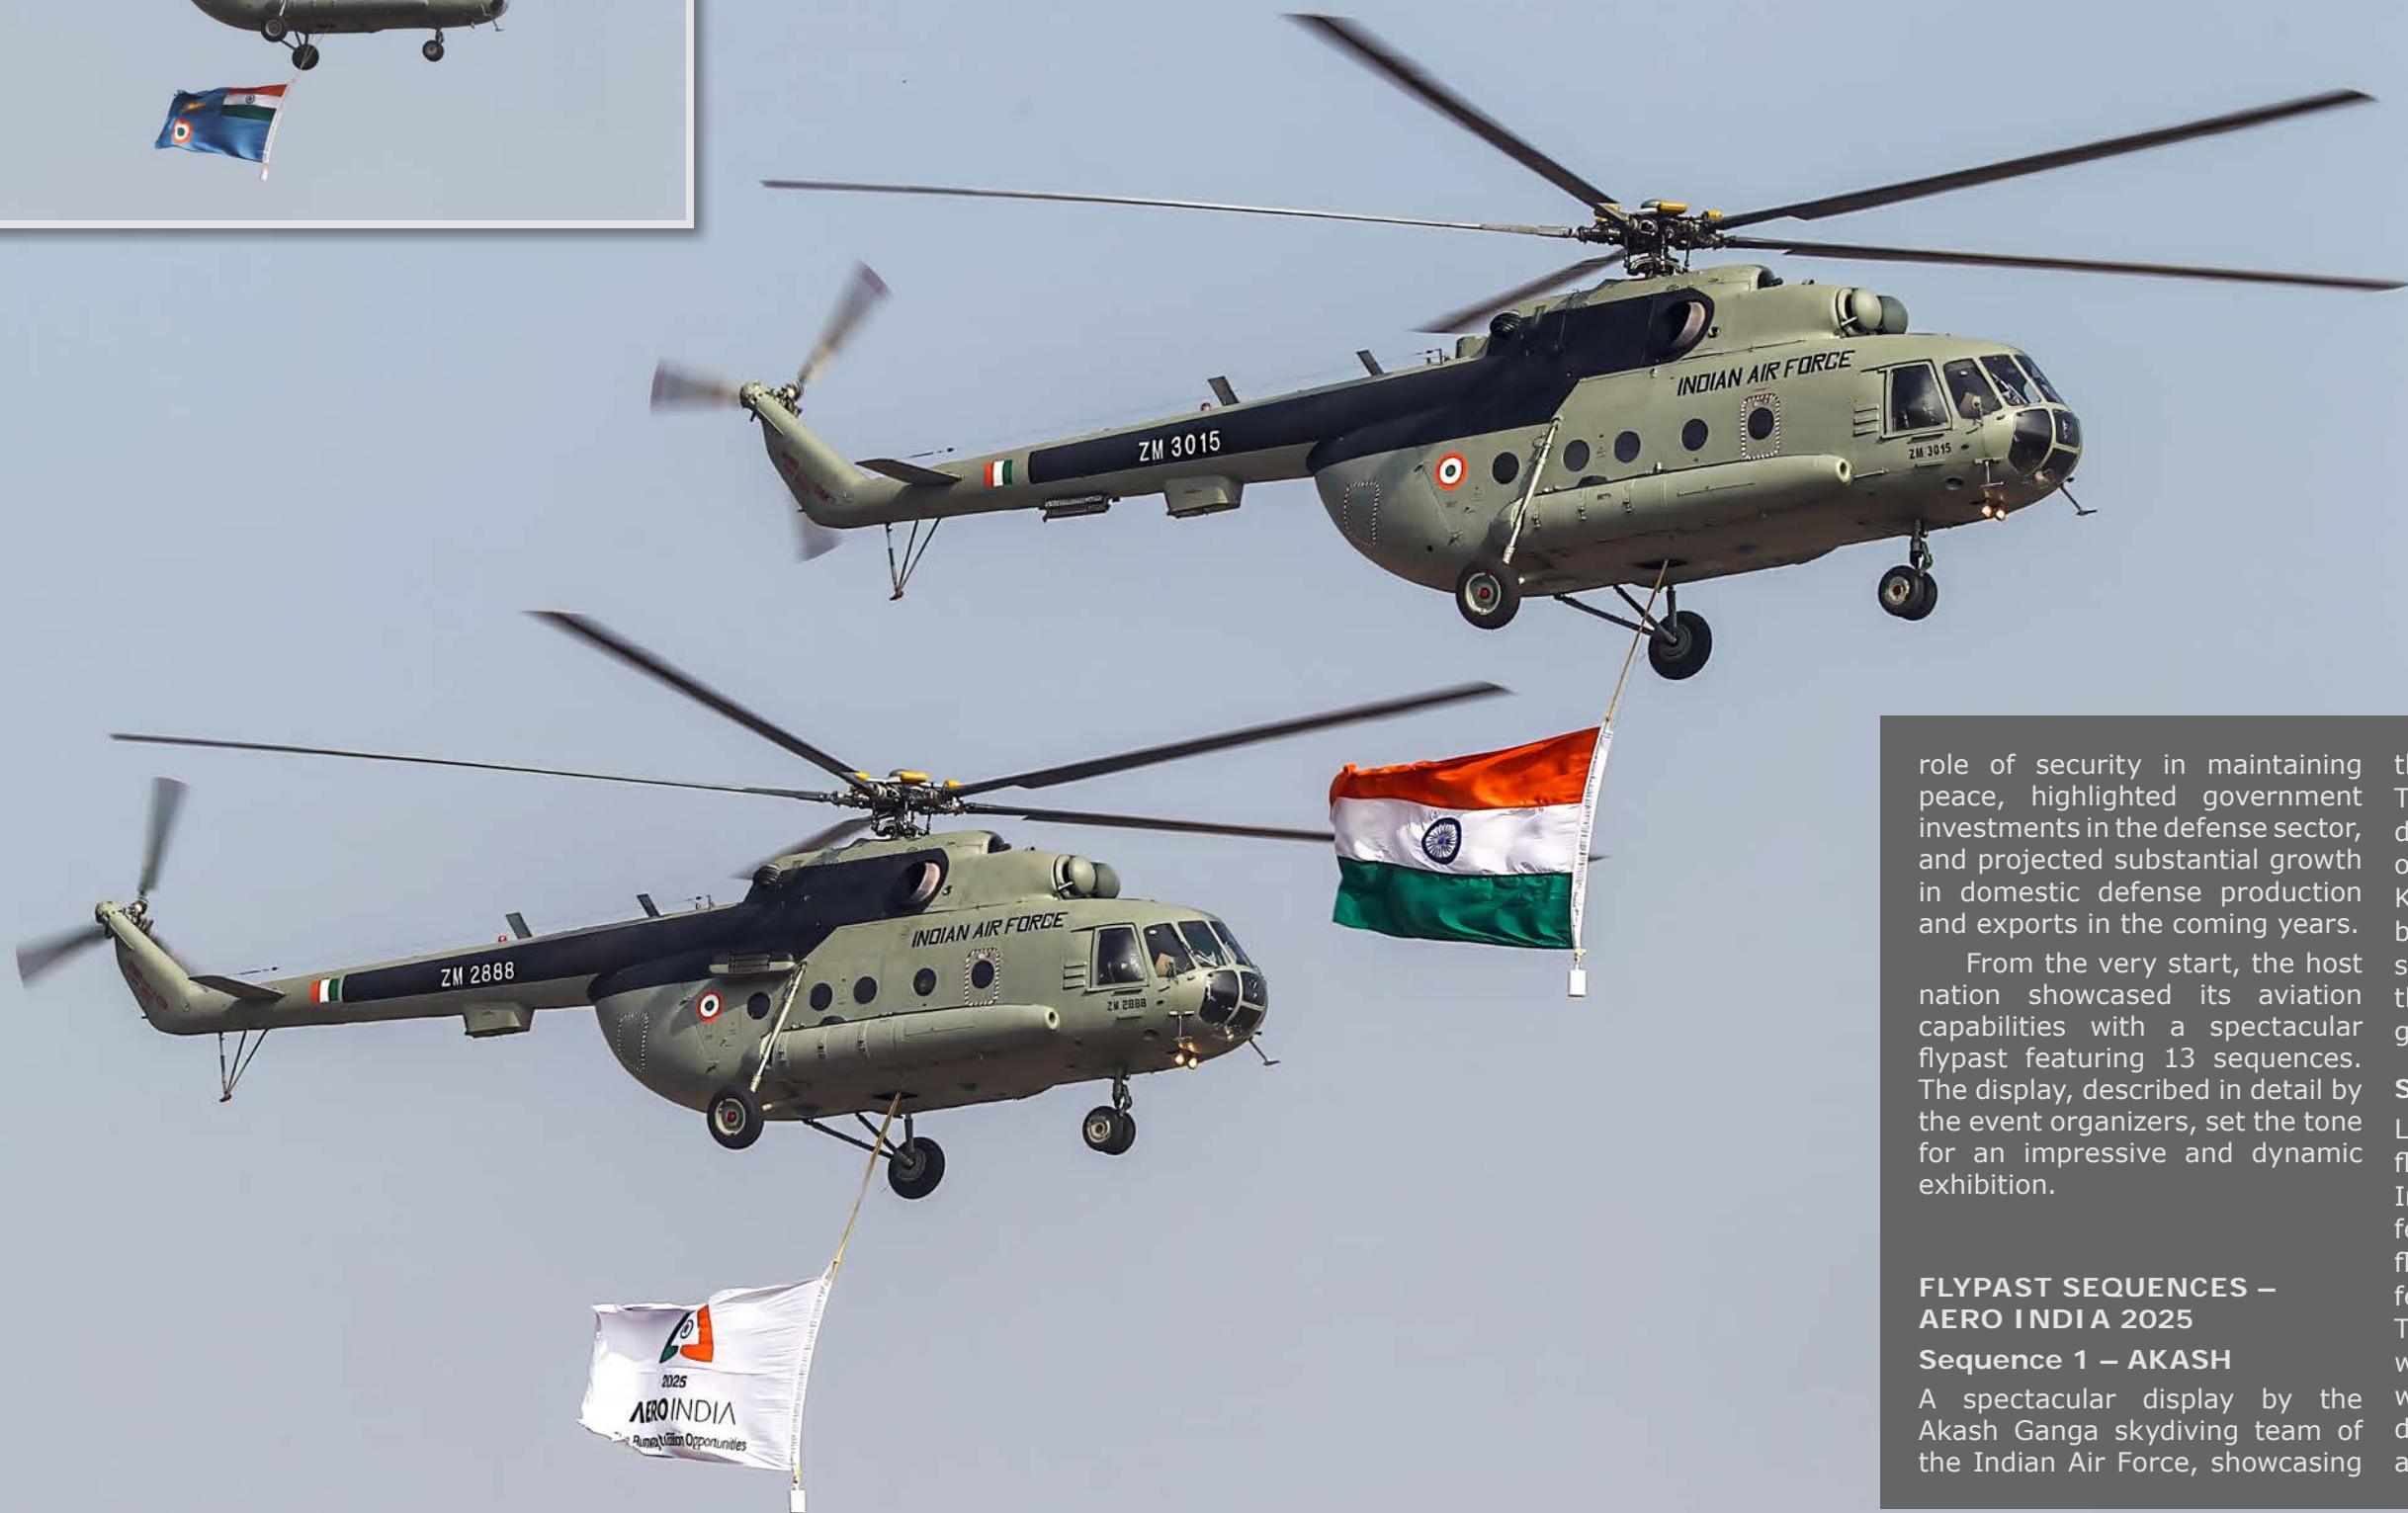 INDIAN AIR FORCE
ZM 3015
ZM 3015
INDIAN AIR FORCE
ZM 2888
ZM 2888
2025
AERO INDIA
Opportunities
role of security in maintaining
peace, highlighted government
investments in the defense sector,
and projected substantial growth
in domestic defense production
and exports in the coming years.
From the very start, the host
nation showcased its aviation
capabilities with a spectacular
flypast featuring 13 sequences.
The display, described in detail by
the event organizers, set the tone
for an impressive and dynamic
exhibition.
FLYPAST SEQUENCES –
AERO INDIA 2025
Sequence 1 – AKASH
A spectacular display by the
Akash Ganga skydiving team of
the Indian Air Force, showcasing